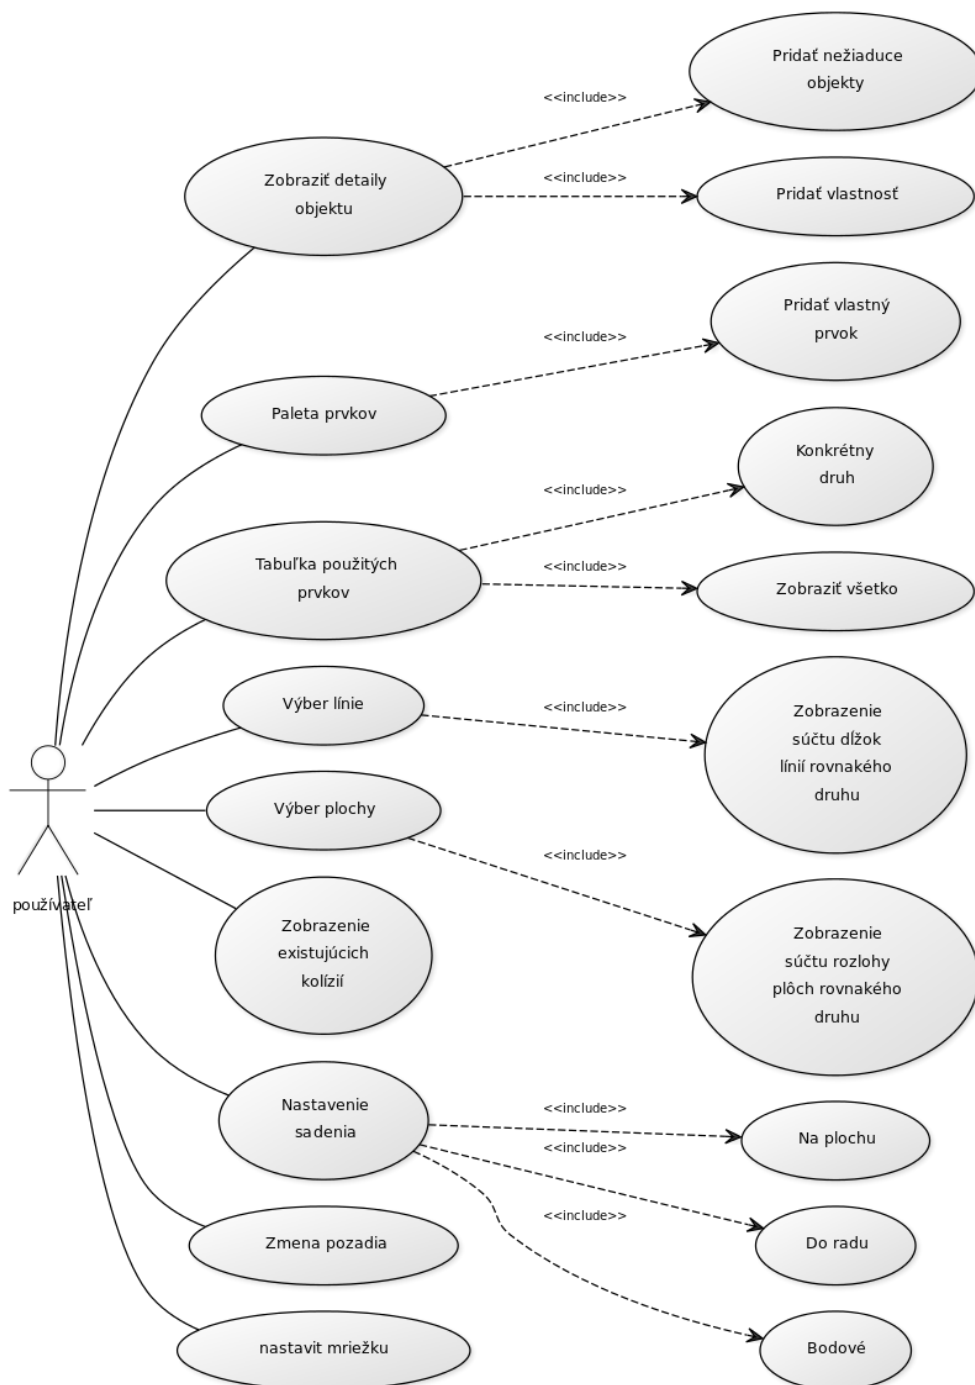 Pridať nežiaduce
objekty
<<include>>
Zobraziť detaily
objektu
<<include>>
Pridať vlastnosť
Pridať vlastný
prvok
<<include>>
Paleta prvkov
Konkrétny
druh
<<include>>
Tabuľka použitých
prvkov
<<include>>
Zobraziť všetko
Výber línie
<<include>>
Zobrazenie
súčtu dĺžok
línií rovnakého
druhu
Výber plochy
<<include>>
používateľ
Zobrazenie
existujúcich
kolízií
Zobrazenie
súčtu rozlohy
plôch rovnakého
druhu
Nastavenie
sadenia
<<include>>
Na plochu
<<include>>
Do radu
<<include>>
Bodové
Zmena pozadia
nastavit mriežku